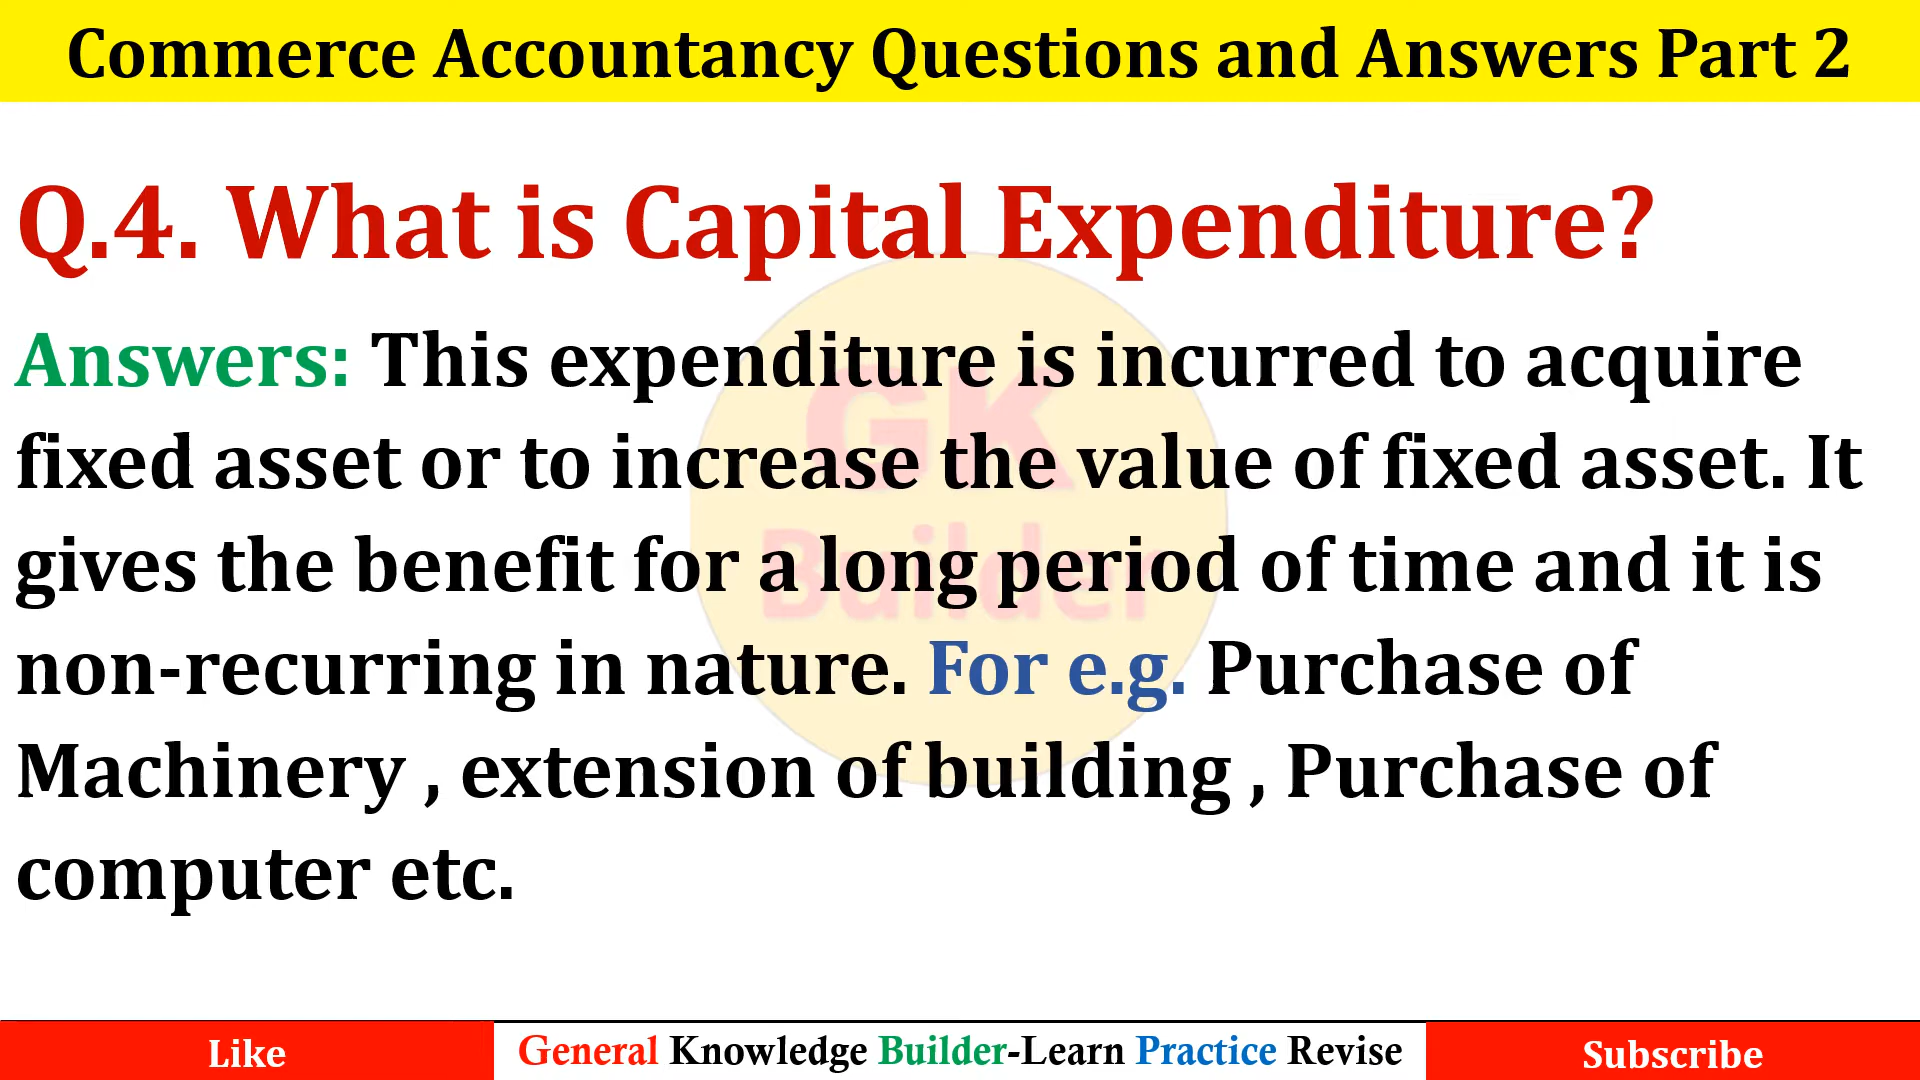 Commerce Accountancy Questions and Answers Part 2
Q.4. What is Capital Expenditure?
Answers: This expenditure is incurred to acquire
fixed asset or to increase the value of fixed asset. It
gives the benefit for a long period of time and it is
non-recurring in nature. For e.g. Purchase of
Machinery , extension of building , Purchase of
computer etc.
GK
Builder
Like
General Knowledge Builder-Learn Practice Revise
Subscribe